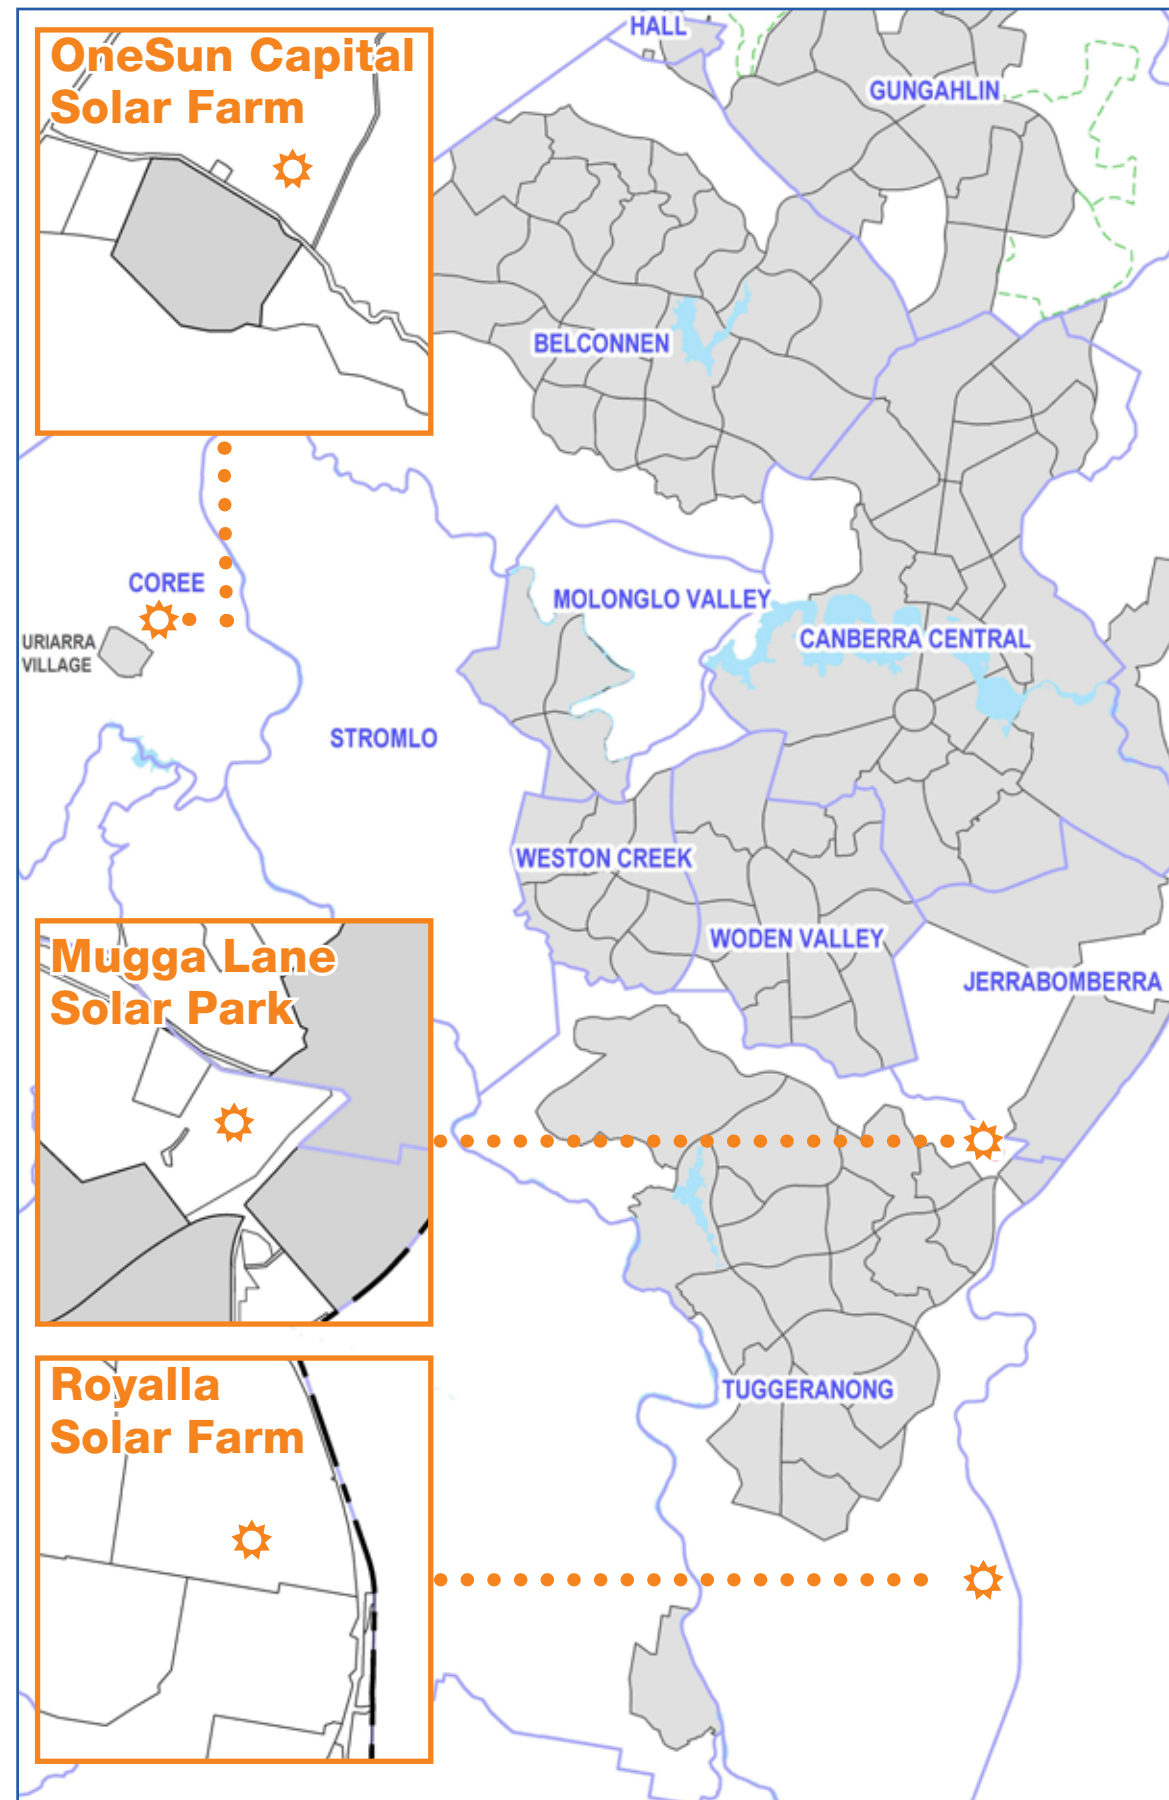 OneSun Capital
Solar Farm
HALL
GUNGAHLIN
BELCONNEN
COREE
URIARRA
VILLAGE
MOLONGLO VALLEY
CANBERRA CENTRAL
STROMLO
WESTON CREEK
WODEN VALLEY
JERRABOMBERRA
Mugga Lane
Solar Park
Royalla
Solar Farm
TUGGERANONG